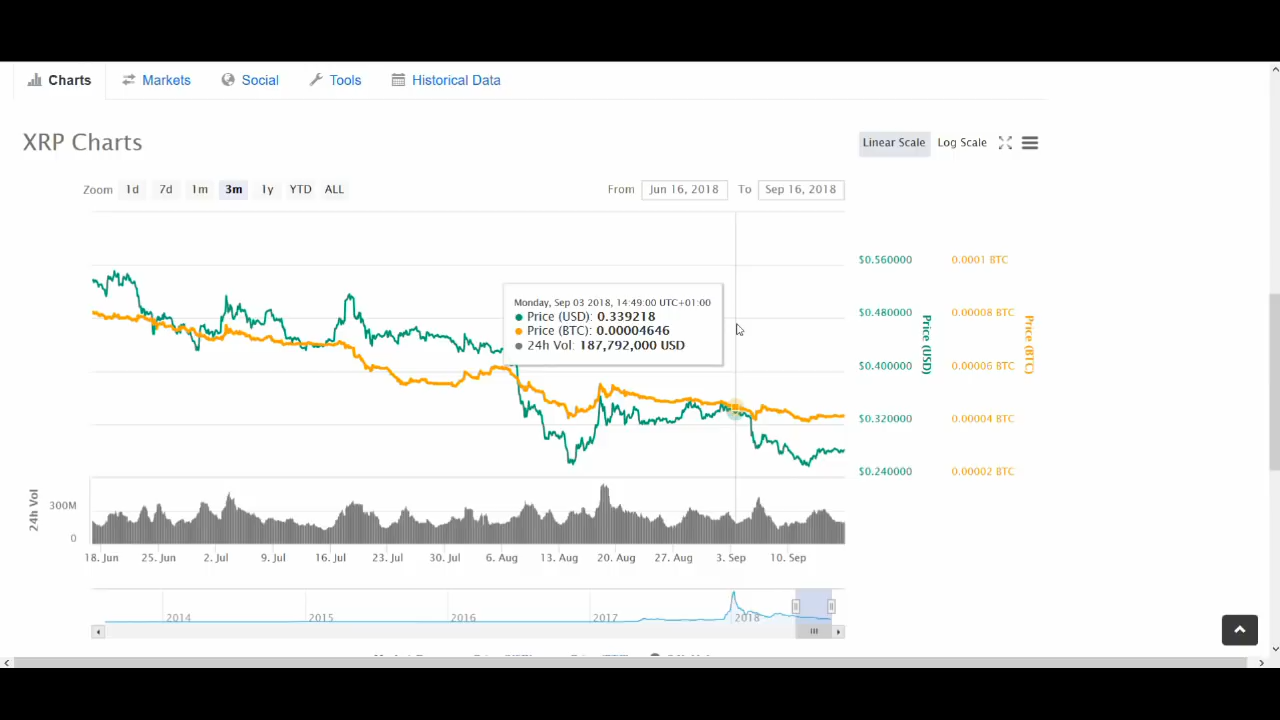 Charts Markets Social Tools Historical Data
XRP Charts
Linear Scale Log Scale
Zoom 1d 7d 1m 3m 1y YTD ALL
From Jun 16, 2018 To Sep 16, 2018
Monday, Sep 03 2018, 14:49:00 UTC+01:00
Price (USD): 0.339218
Price (BTC): 0.00004646
24h Vol: 187,792,000 USD
$0.560000 0.0001 BTC
$0.480000 0.00008 BTC
$0.400000 0.00006 BTC
$0.320000 0.00004 BTC
$0.240000 0.00002 BTC
Price (USD)
Price (BTC)
24h Vol
300M
0
18. Jun 25. Jun 2. Jul 9. Jul 16. Jul 23. Jul 30. Jul 6. Aug 13. Aug 20. Aug 27. Aug 3. Sep 10. Sep
2014 2015 2016 2017 2018